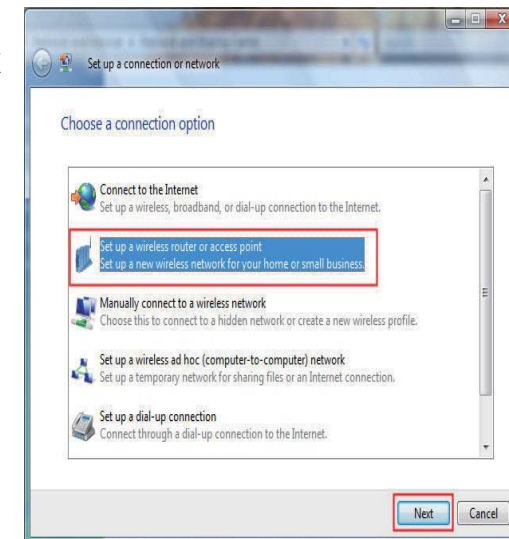 Set up a connection or network
Choose a connection option
Connect to the Internet
Set up a wireless, broadband, or dial-up connection to the Internet.
Set up a wireless router or access point
Set up a new wireless network for your home or small business.
Manually connect to a wireless network
Choose this to connect to a hidden network or create a new wireless profile.
Set up a wireless ad hoc (computer-to-computer) network
Set up a temporary network for sharing files or an Internet connection.
Set up a dial-up connection
Connect through a dial-up connection to the Internet.
Next Cancel